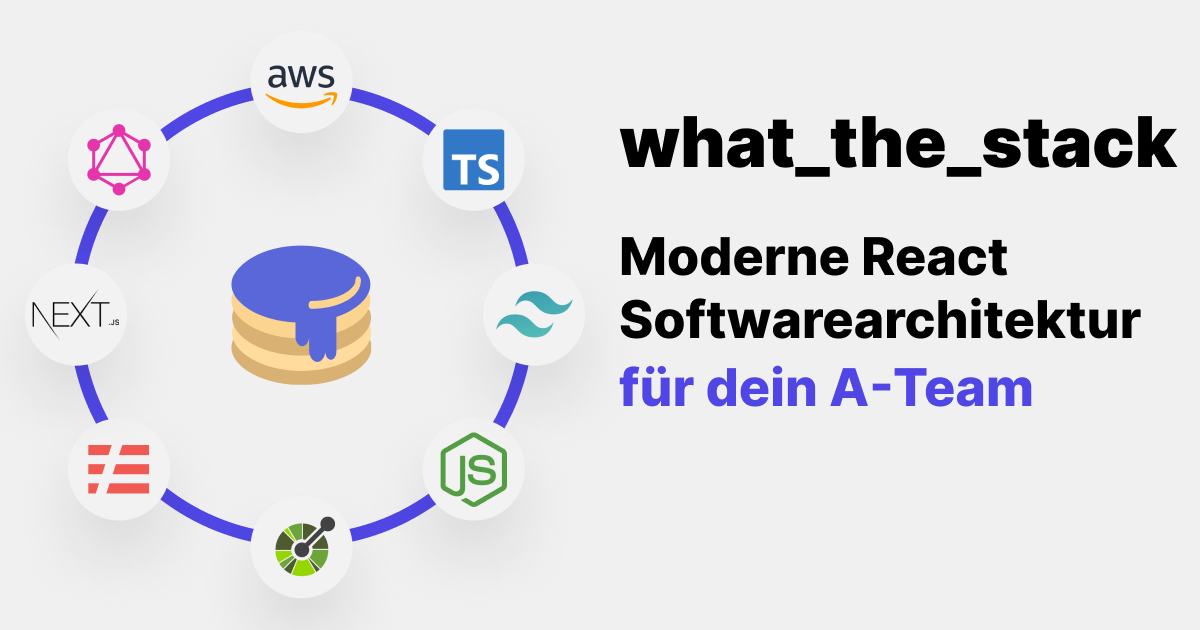 aws
TS
NEXT.JS
JS
what_the_stack
Moderne React
Softwarearchitektur
für dein A-Team